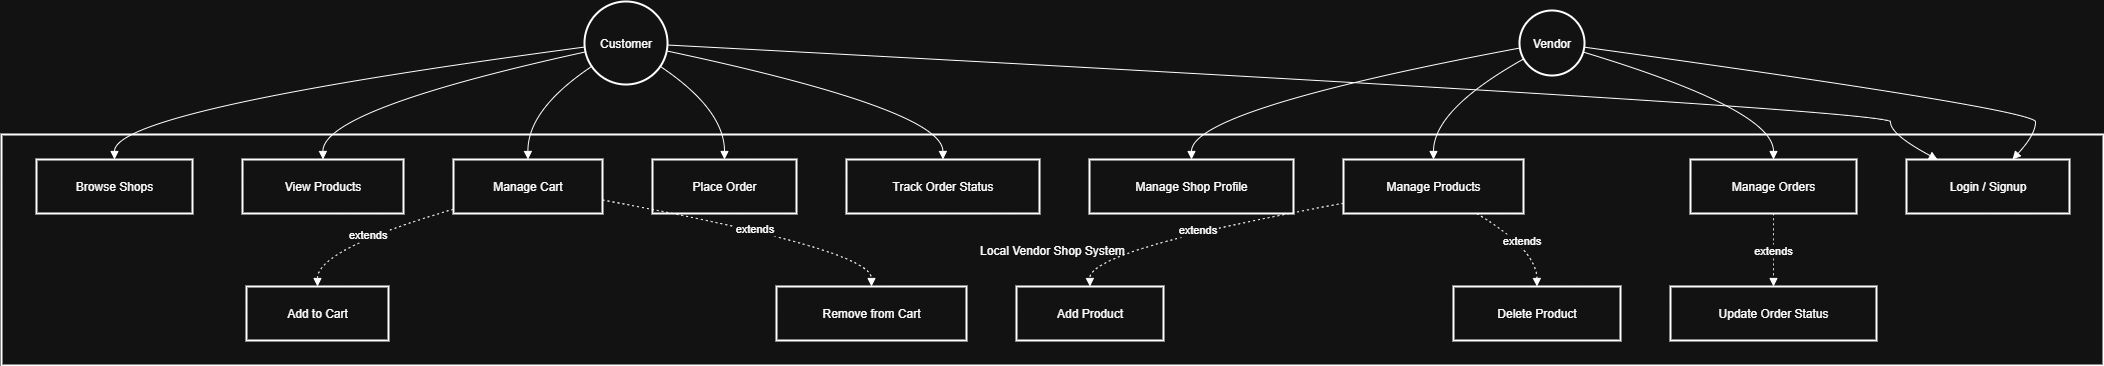 Customer
Vendor
Browse Shops
View Products
Manage Cart
Place Order
Track Order Status
Manage Shop Profile
Manage Products
Manage Orders
Login / Signup
extends
extends
extends
extends
extends
Local Vendor Shop System
Add to Cart
Remove from Cart
Add Product
Delete Product
Update Order Status